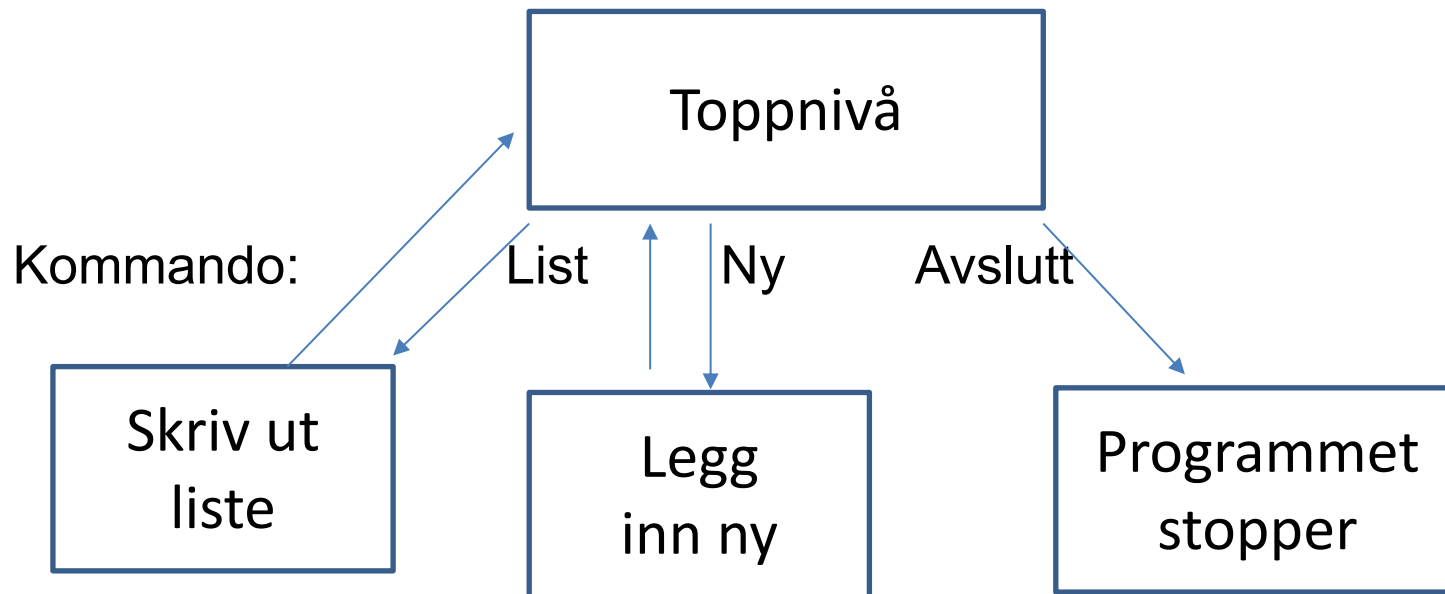 Toppnivå
Kommando: List Ny Avslutt
Skriv ut
liste
Legg
inn ny
Programmet
stopper